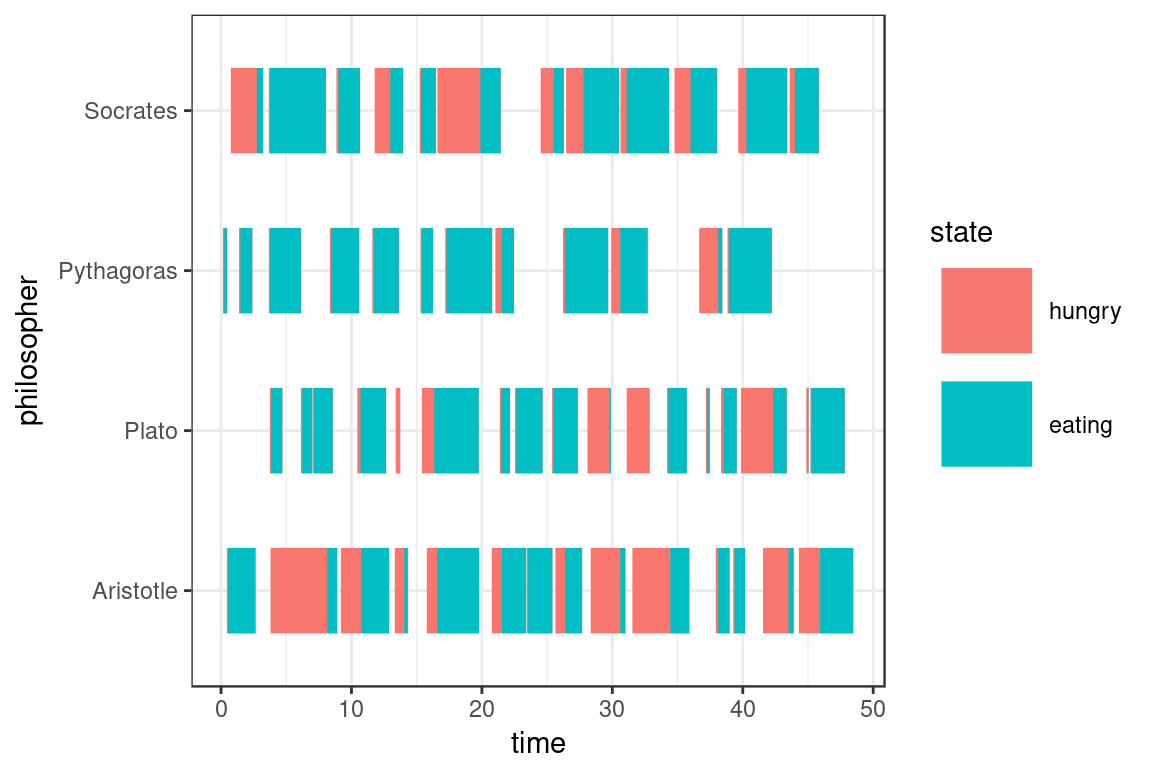 Socrates
Pythagoras
Plato
Aristotle
philosopher
0 10 20 30 40 50
time
state
hungry
eating